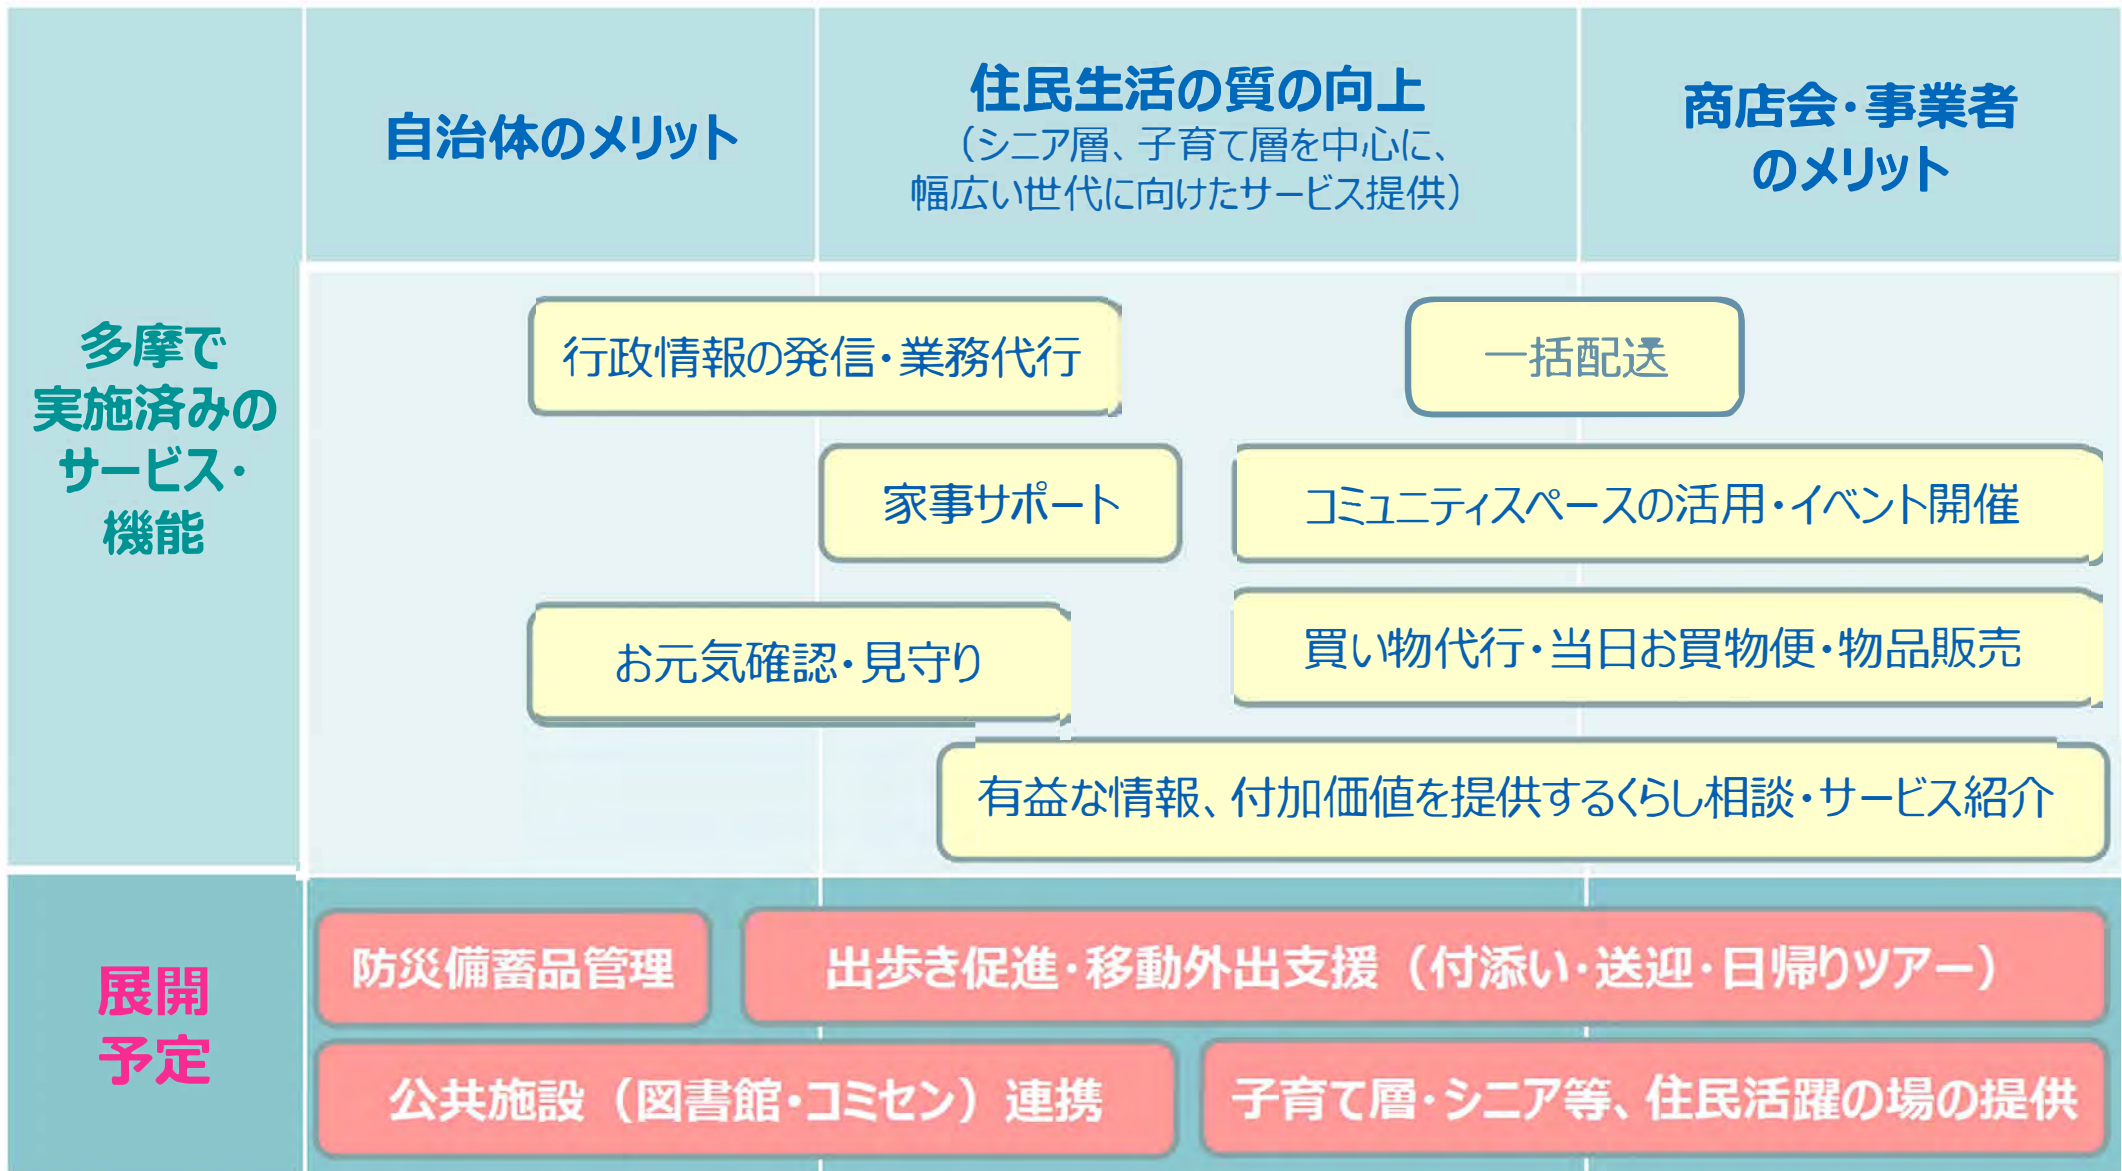 自治体のメリット
住民生活の質の向上
（シニア層、子育て層を中心に、
幅広い世代に向けたサービス提供）
商店会・事業者
のメリット
多摩で
実施済みの
サービス・
機能
行政情報の発信・業務代行
一括配送
家事サポート
コミュニティスペースの活用・イベント開催
お元気確認・見守り
買い物代行・当日お買物便・物品販売
有益な情報、付加価値を提供するくらし相談・サービス紹介
展開
予定
防災備蓄品管理
出歩き促進・移動外出支援（付添い・送迎・日帰りツアー）
公共施設（図書館・コミセン）連携
子育て層・シニア等、住民活躍の場の提供